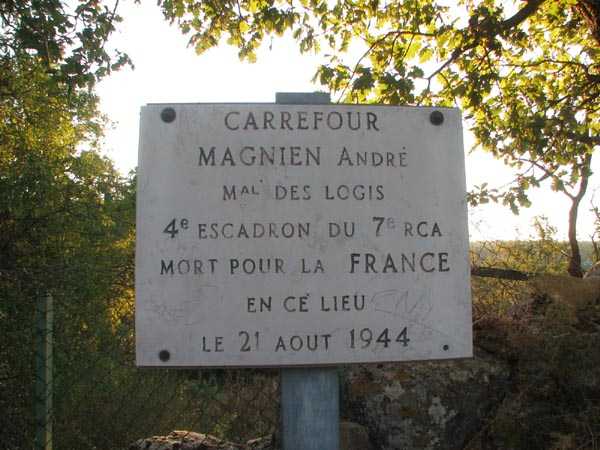 CARREFOUR
MAGNIEN ANDRÉ
Mᵃˡ DES LOGIS
4ᵉ ESCADRON DU 7ᵉ RCA
MORT POUR LA FRANCE
EN CE LIEU
LE 21 AOUT 1944